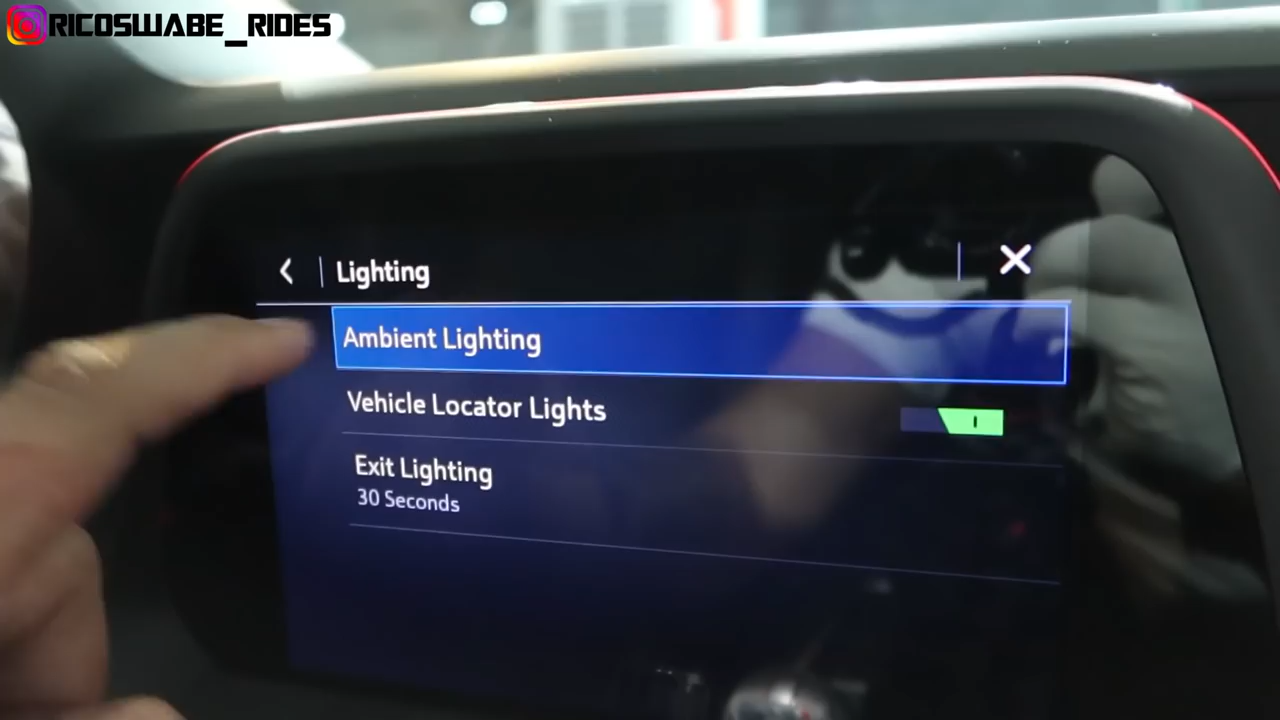 RICOSWABE_RIDES
Lighting
Ambient Lighting
Vehicle Locator Lights
Exit Lighting
30 Seconds